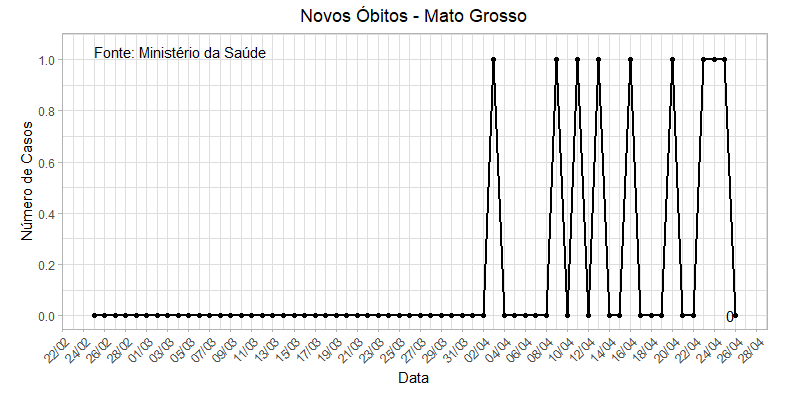 Novos Óbitos - Mato Grosso
Fonte: Ministério da Saúde
Número de Casos
1.0
0.8
0.6
0.4
0.2
0.0
0
22/02 24/02 26/02 28/02 01/03 03/03 05/03 07/03 09/03 11/03 13/03 15/03 17/03 19/03 21/03 23/03 25/03 27/03 29/03 31/03 02/04 04/04 06/04 08/04 10/04 12/04 14/04 16/04 18/04 20/04 22/04 24/04 26/04 28/04
Data